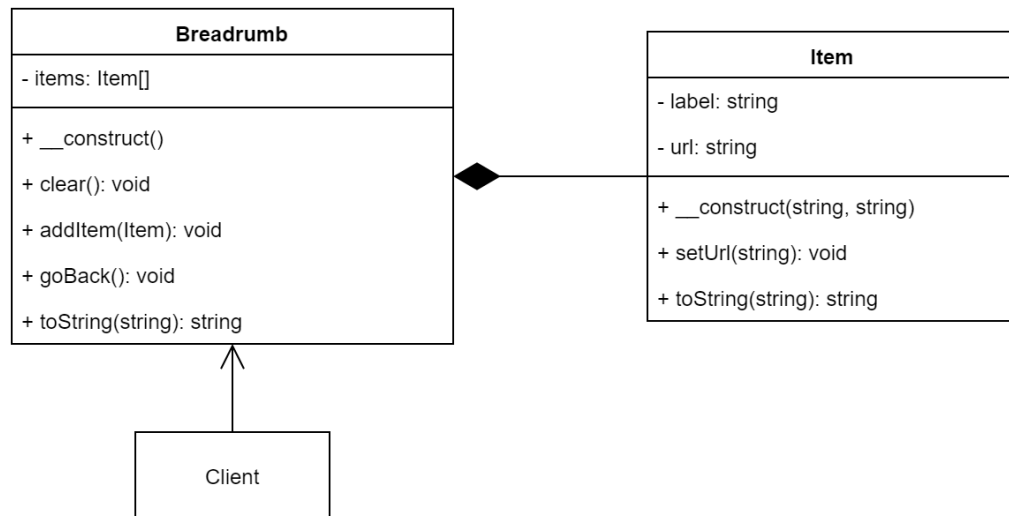 Breadrumb
- items: Item[]
+ __construct()
+ clear(): void
+ addItem(Item): void
+ goBack(): void
+ toString(string): string
Item
- label: string
- url: string
+ __construct(string, string)
+ setUrl(string): void
+ toString(string): string
Client